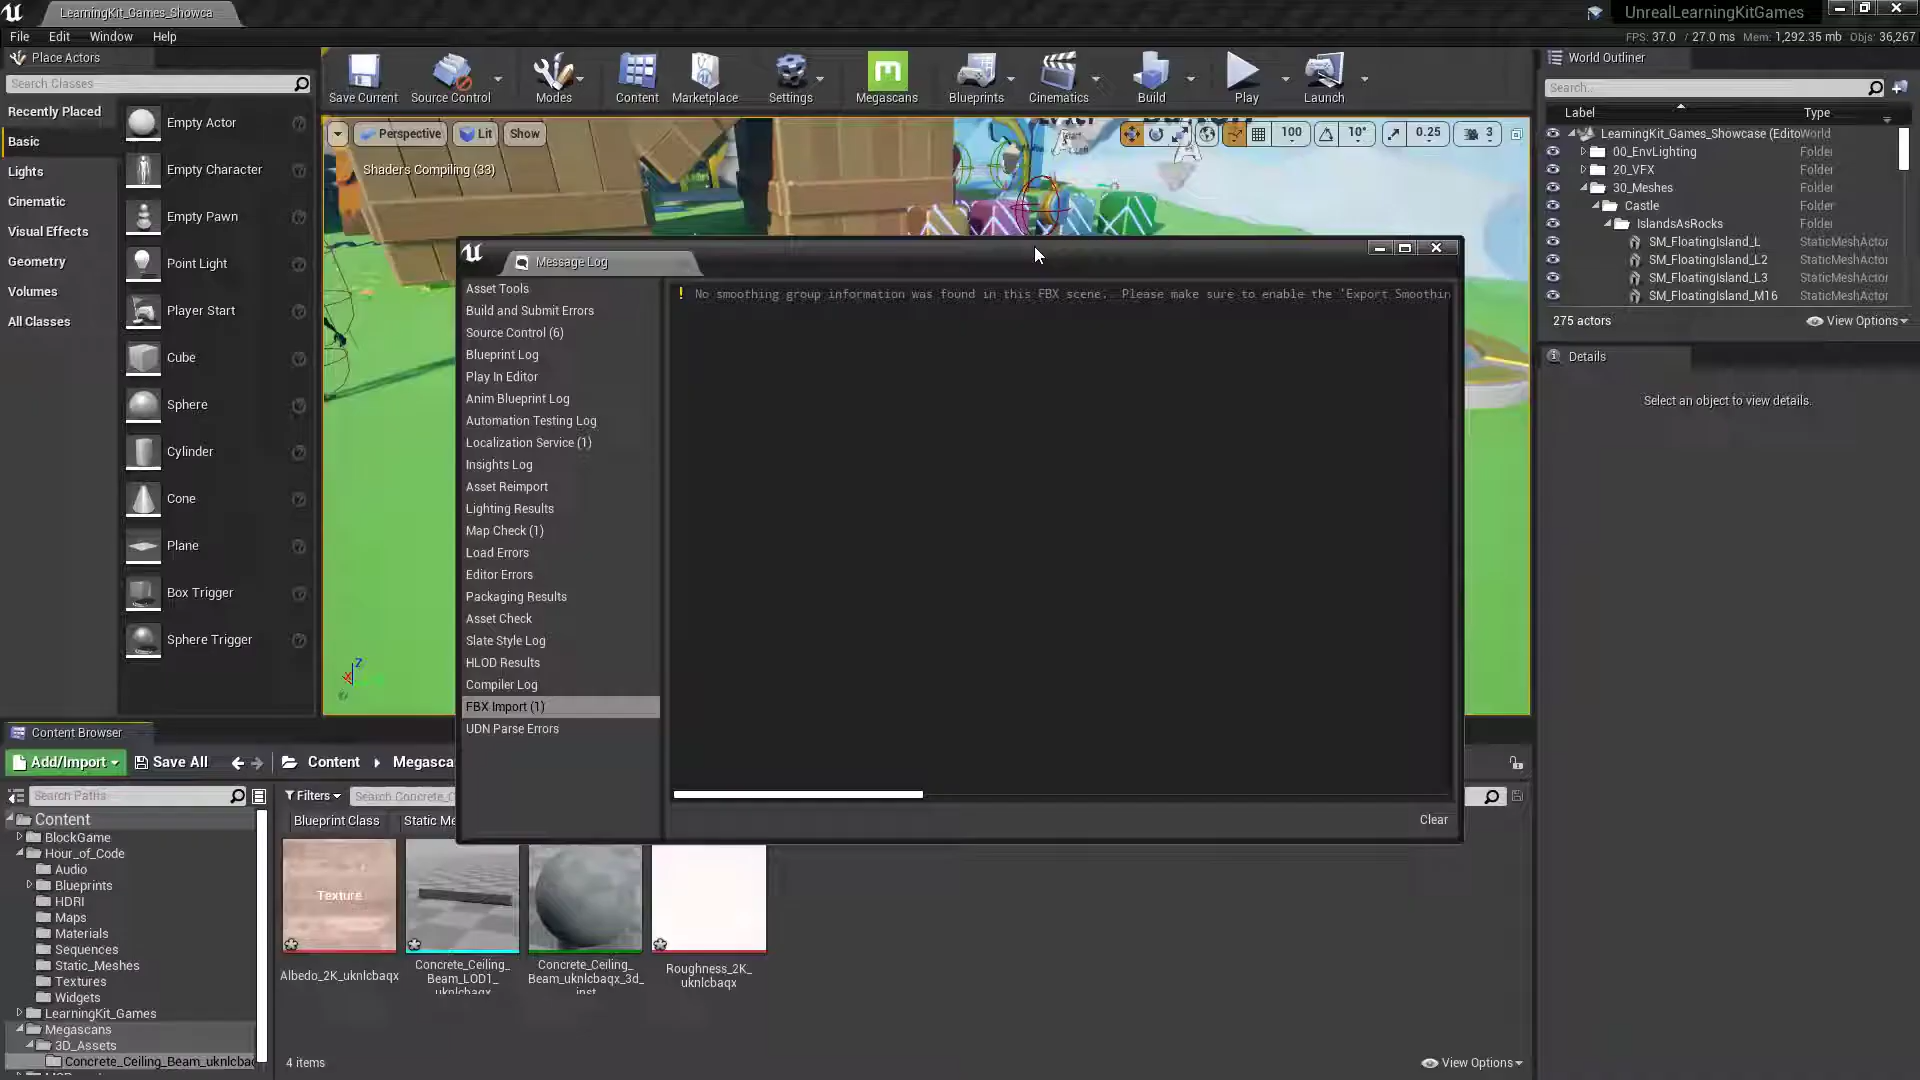 LearningKit_Games_Showca
UnrealLearningKitGames
File Edit Window Help
FPS: 37.0 / 27.0 ms Mem: 1,292.35 mb Objs: 36,267
Place Actors
Search Classes
Recently Placed
Basic
Lights
Cinematic
Visual Effects
Geometry
Volumes
All Classes
Empty Actor
Empty Character
Empty Pawn
Point Light
Player Start
Cube
Sphere
Cylinder
Cone
Plane
Box Trigger
Sphere Trigger
Save Current Source Control Modes Content Marketplace Settings Megascans Blueprints Cinematics Build Play Launch
Perspective Lit Show
100 10° 0.25 3
Shaders Compiling (33)
Z
X
Message Log
Asset Tools
Build and Submit Errors
Source Control (6)
Blueprint Log
Play In Editor
Anim Blueprint Log
Automation Testing Log
Localization Service (1)
Insights Log
Asset Reimport
Lighting Results
Map Check (1)
Load Errors
Editor Errors
Packaging Results
Asset Check
Slate Style Log
HLOD Results
Compiler Log
FBX Import (1)
UDN Parse Errors
! No smoothing group information was found in this FBX scene. Please make sure to enable the 'Export Smoothin
Clear
World Outliner
Search...
Label Type
LearningKit_Games_Showcase (Edito World
00_EnvLighting Folder
20_VFX Folder
30_Meshes Folder
Castle Folder
IslandsAsRocks Folder
SM_FloatingIsland_L StaticMeshActor
SM_FloatingIsland_L2 StaticMeshActor
SM_FloatingIsland_L3 StaticMeshActor
SM_FloatingIsland_M16 StaticMeshActor
275 actors View Options
Details
Select an object to view details.
Content Browser
Add/Import Save All Content Megasca
Search Paths
Filters Search Concrete_C
Blueprint Class Static Me
Content
BlockGame
Hour_of_Code
Audio
Blueprints
HDRI
Maps
Materials
Sequences
Static_Meshes
Textures
Widgets
LearningKit_Games
Megascans
3D_Assets
Concrete_Ceiling_Beam_uknlcbaq
Texture
Albedo_2K_uknlcbaqx
Concrete_Ceiling_
Beam_LOD1_
uknlcbaqx
Concrete_Ceiling_
Beam_uknlcbaqx_3d_
inst
Roughness_2K_
uknlcbaqx
4 items View Options